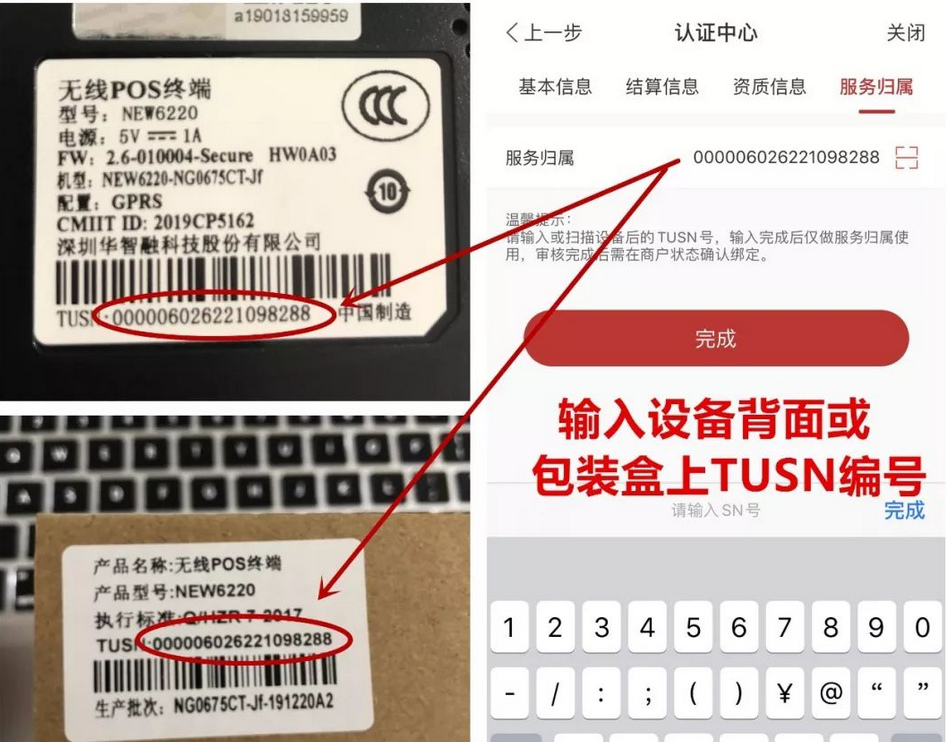 a19018159959
无线POS终端
型号：NEW6220
电源：5V 1A
FW：2.6-010004-Secure HW0A03
机型：NEW6220-NG0675CT-Jf
配置：GPRS
CMIIT ID：2019CP5162
深圳华智融科技股份有限公司
TUSN:000006026221098288 中国制造
CCC
10
产品名称:无线POS终端
产品型号:NEW6220
执行标准:Q/HZR 7-2017
TUSN:000006026221098288
生产批次：NG0675CT-Jf-191220A2
上一步 认证中心 关闭
基本信息 结算信息 资质信息 服务归属
服务归属 000006026221098288
温馨提示：
请输入或扫描设备后的TUSN号，输入完成后仅做服务归属使
用，审核完成后需在商户状态确认绑定。
完成
输入设备背面或
包装盒上TUSN编号
请输入SN号 完成
1 2 3 4 5 6 7 8 9 0
- / : ; ( ) ¥ @ “ ”